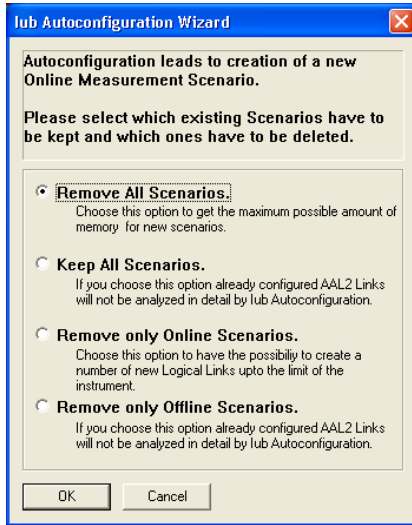 Iub Autoconfiguration Wizard
Autoconfiguration leads to creation of a new
Online Measurement Scenario.
Please select which existing Scenarios have to
be kept and which ones have to be deleted.
Remove All Scenarios.
Choose this option to get the maximum possible amount of
memory for new scenarios.
Keep All Scenarios.
If you choose this option already configured AAL2 Links
will not be analyzed in detail by Iub Autoconfiguration.
Remove only Online Scenarios.
Choose this option to have the possibiliy to create a
number of new Logical Links upto the limit of the
instrument.
Remove only Offline Scenarios.
If you choose this option already configured AAL2 Links
will not be analyzed in detail by Iub Autoconfiguration.
OK Cancel